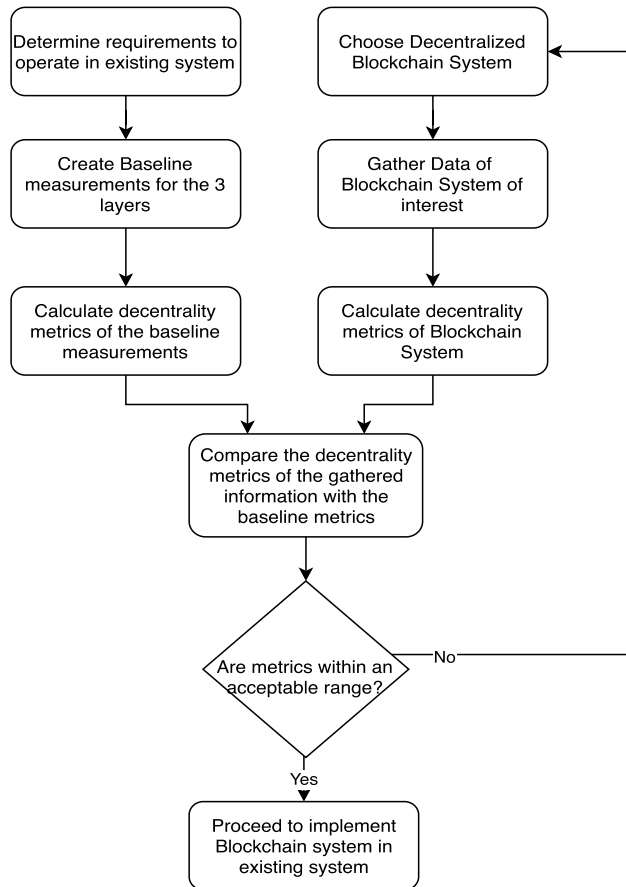 Determine requirements to
operate in existing system
Choose Decentralized
Blockchain System
Create Baseline
measurements for the 3
layers
Gather Data of
Blockchain System of
interest
Calculate decentrality
metrics of the baseline
measurements
Calculate decentrality
metrics of Blockchain
System
Compare the decentrality
metrics of the gathered
information with the
baseline metrics
Are metrics within an
acceptable range?
No
Yes
Proceed to implement
Blockchain system in
existing system